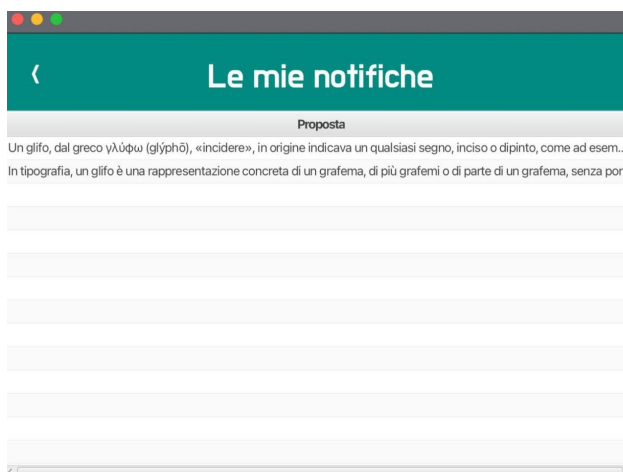 Le mie notifiche
Proposta
Un glifo, dal greco γλύφω (glýphō), «incidere», in origine indicava un qualsiasi segno, inciso o dipinto, come ad esem..
In tipografia, un glifo è una rappresentazione concreta di un grafema, di più grafemi o di parte di un grafema, senza por